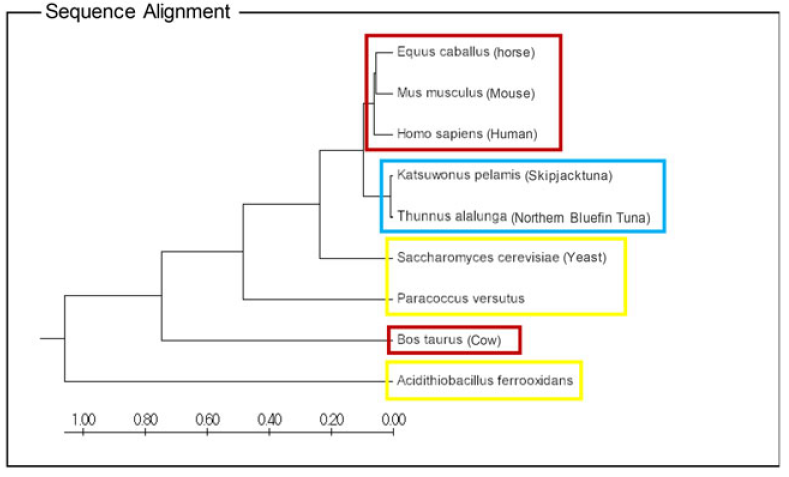 Sequence Alignment
Equus caballus (horse)
Mus musculus (Mouse)
Homo sapiens (Human)
Katsuwonus pelamis (Skipjacktuna)
Thunnus alalunga (Northern Bluefin Tuna)
Saccharomyces cerevisiae (Yeast)
Paracoccus versutus
Bos taurus (Cow)
Acidithiobacillus ferrooxidans
1.00 0.80 0.60 0.40 0.20 0.00